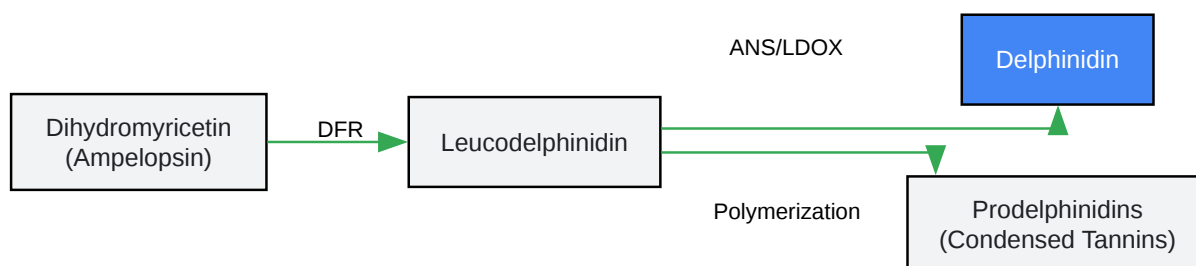 ANS/LDOX
Delphinidin
Dihydromyricetin
(Ampelopsin)
DFR
Leucodelphinidin
Polymerization
Prodelphinidins
(Condensed Tannins)